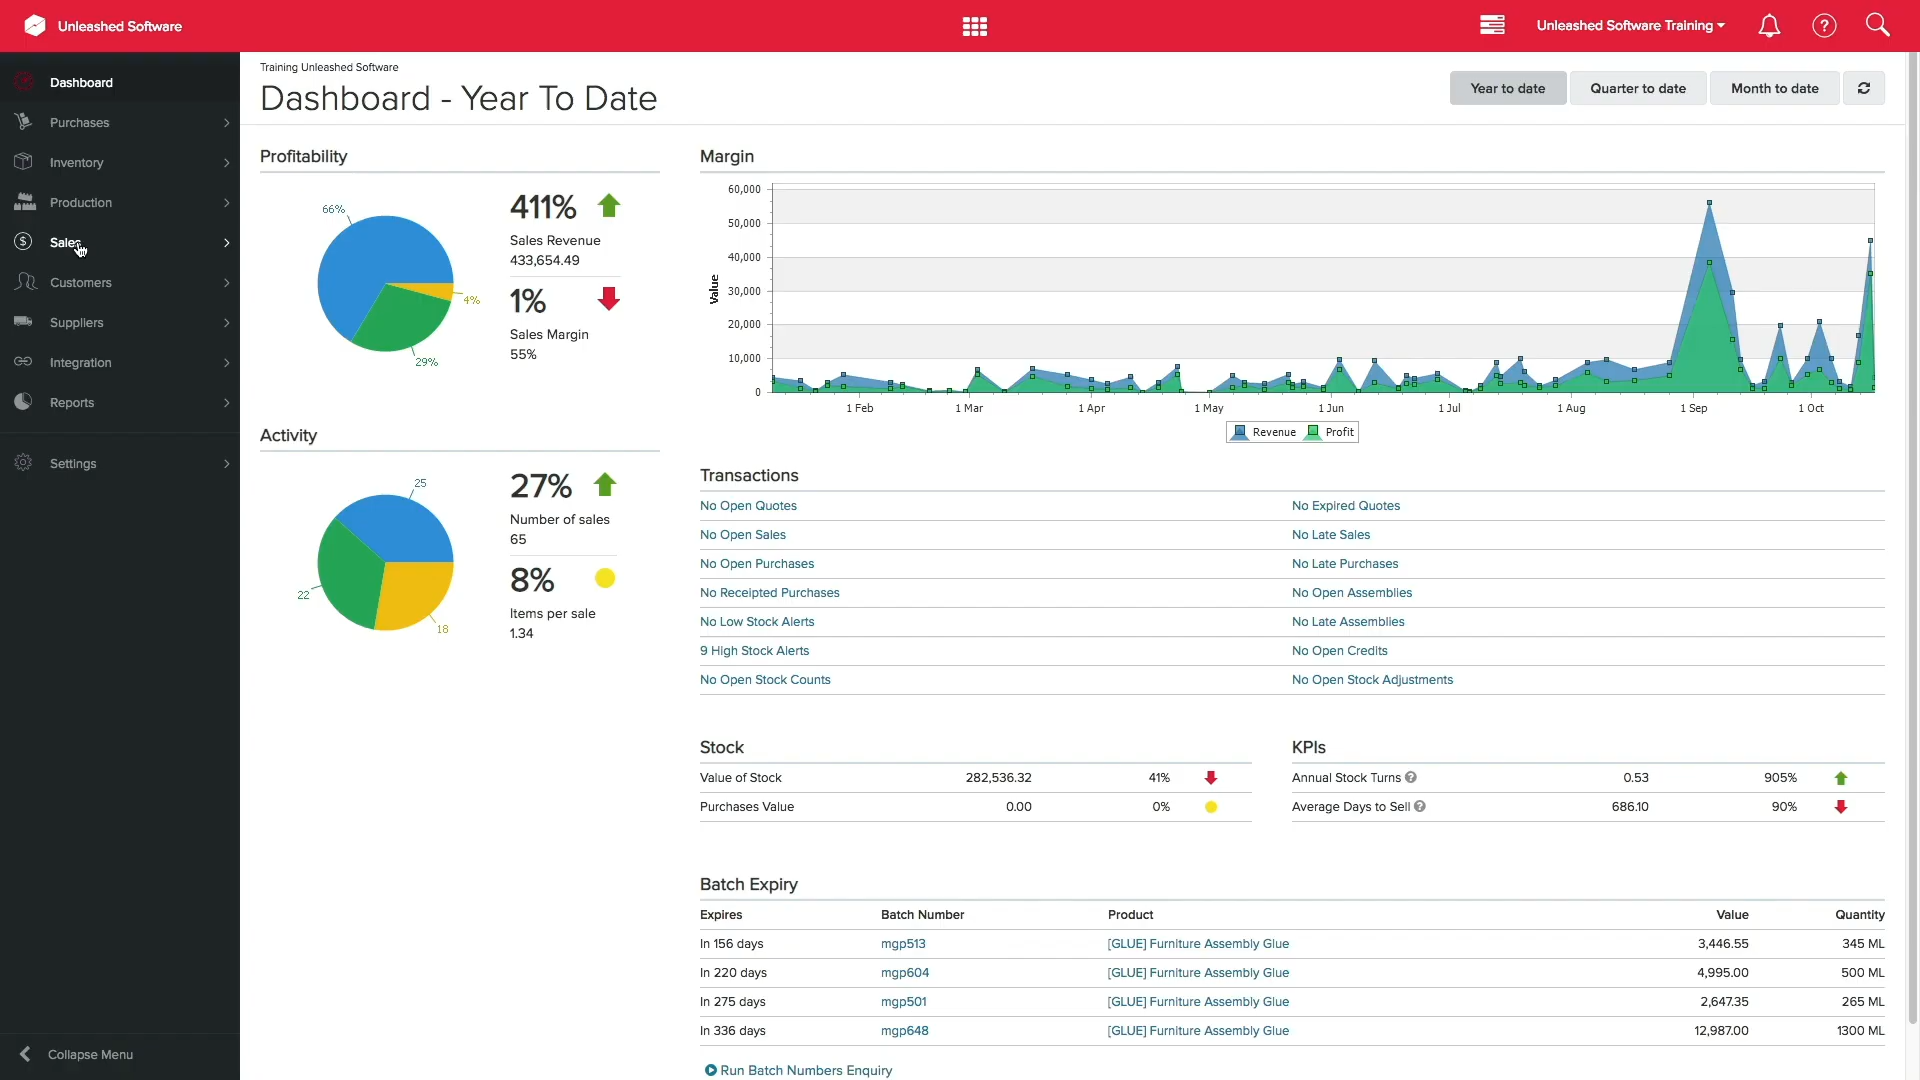 Unleashed Software
Unleashed Software Training
Dashboard
Purchases
Inventory
Production
Sales
Customers
Suppliers
Integration
Reports
Settings
Collapse Menu
Training Unleashed Software
Dashboard - Year To Date
Year to date
Quarter to date
Month to date
Profitability
66%
4%
29%
411%
Sales Revenue
433,654.49
1%
Sales Margin
55%
Activity
25
22
18
27%
Number of sales
65
8%
Items per sale
1.34
Margin
Value
60,000
50,000
40,000
30,000
20,000
10,000
0
1 Feb 1 Mar 1 Apr 1 May 1 Jun 1 Jul 1 Aug 1 Sep 1 Oct
Revenue Profit
Transactions
No Open Quotes No Expired Quotes
No Open Sales No Late Sales
No Open Purchases No Late Purchases
No Receipted Purchases No Open Assemblies
No Low Stock Alerts No Late Assemblies
9 High Stock Alerts No Open Credits
No Open Stock Counts No Open Stock Adjustments
Stock
Value of Stock 282,536.32 41%
Purchases Value 0.00 0%
KPIs
Annual Stock Turns ? 0.53 905%
Average Days to Sell ? 686.10 90%
Batch Expiry
Expires Batch Number Product Value Quantity
In 156 days mgp513 [GLUE] Furniture Assembly Glue 3,446.55 345 ML
In 220 days mgp604 [GLUE] Furniture Assembly Glue 4,995.00 500 ML
In 275 days mgp501 [GLUE] Furniture Assembly Glue 2,647.35 265 ML
In 336 days mgp648 [GLUE] Furniture Assembly Glue 12,987.00 1300 ML
Run Batch Numbers Enquiry